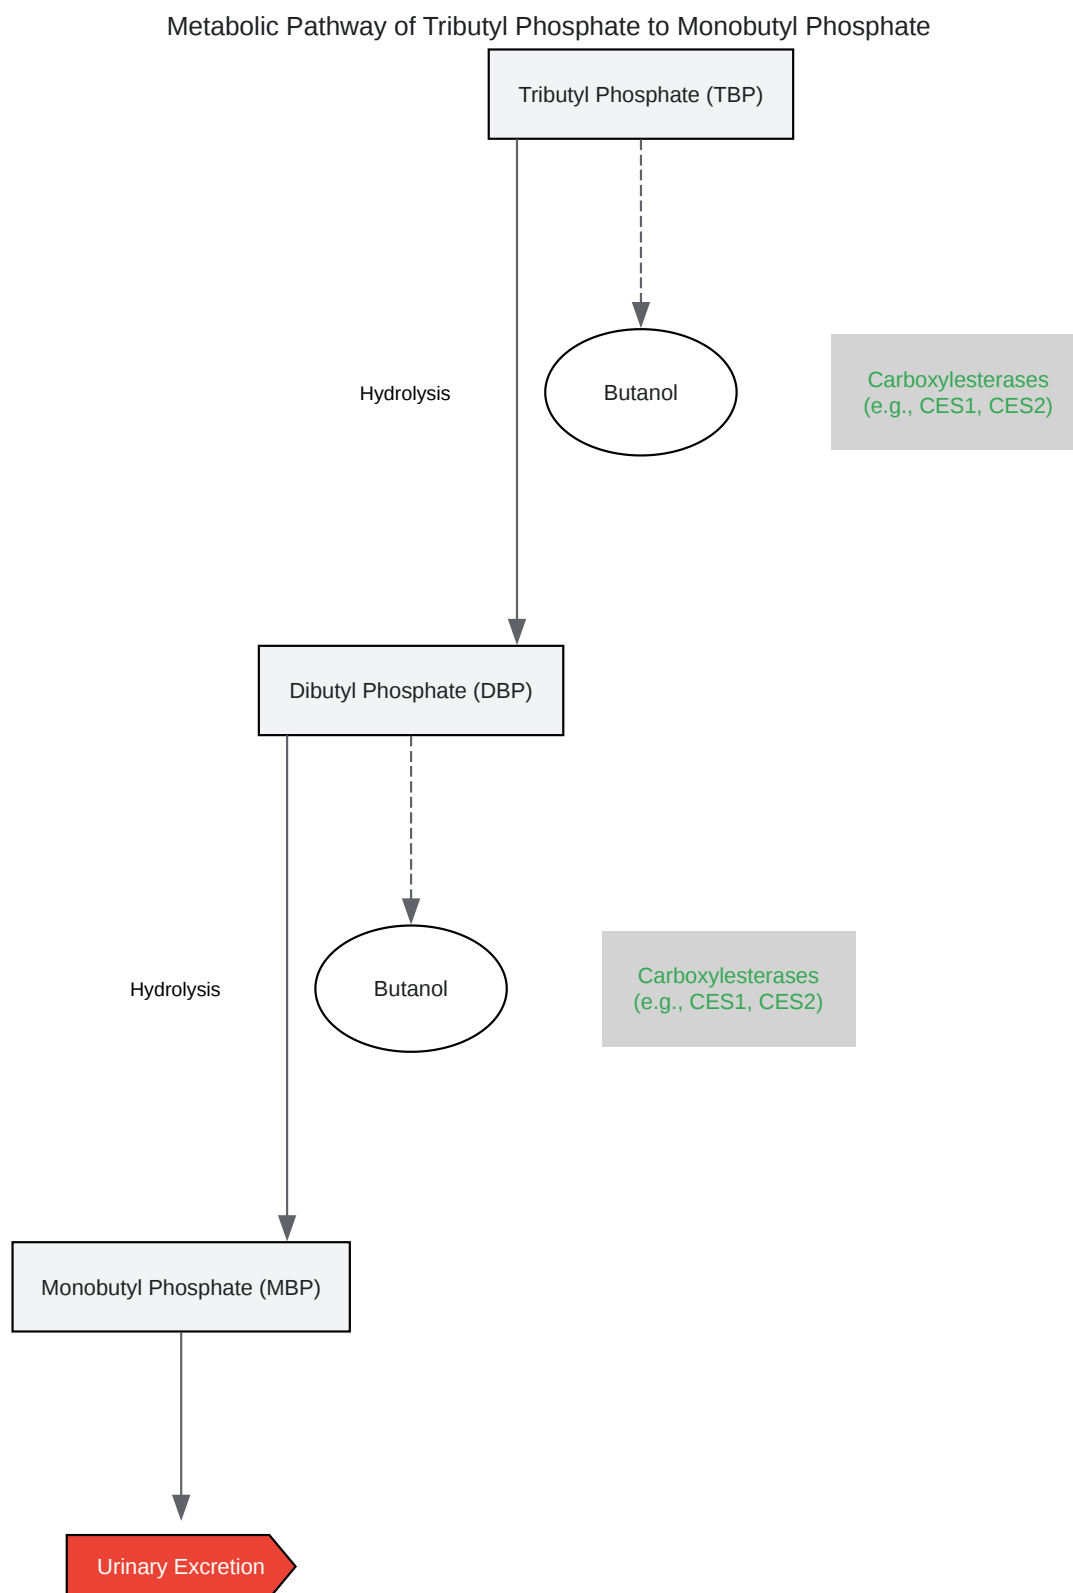 Metabolic Pathway of Tributyl Phosphate to Monobutyl Phosphate
Tributyl Phosphate (TBP)
Hydrolysis
Butanol
Carboxylesterases
(e.g., CES1, CES2)
Dibutyl Phosphate (DBP)
Hydrolysis
Butanol
Carboxylesterases
(e.g., CES1, CES2)
Monobutyl Phosphate (MBP)
Urinary Excretion